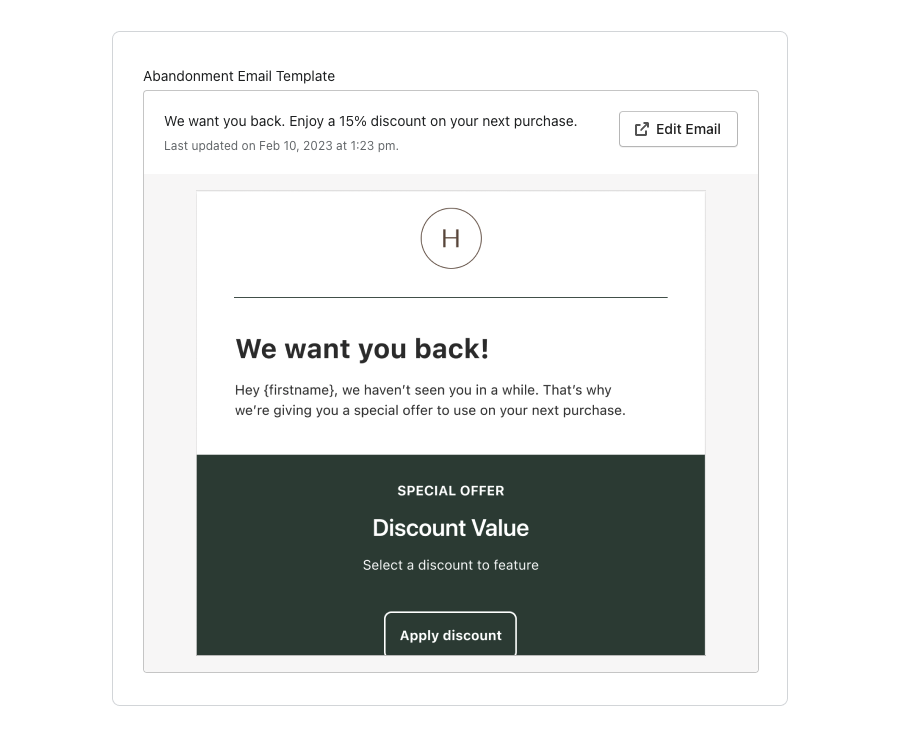 Abandonment Email Template
We want you back. Enjoy a 15% discount on your next purchase.
Last updated on Feb 10, 2023 at 1:23 pm.
Edit Email
H
We want you back!
Hey {firstname}, we haven’t seen you in a while. That’s why
we’re giving you a special offer to use on your next purchase.
SPECIAL OFFER
Discount Value
Select a discount to feature
Apply discount